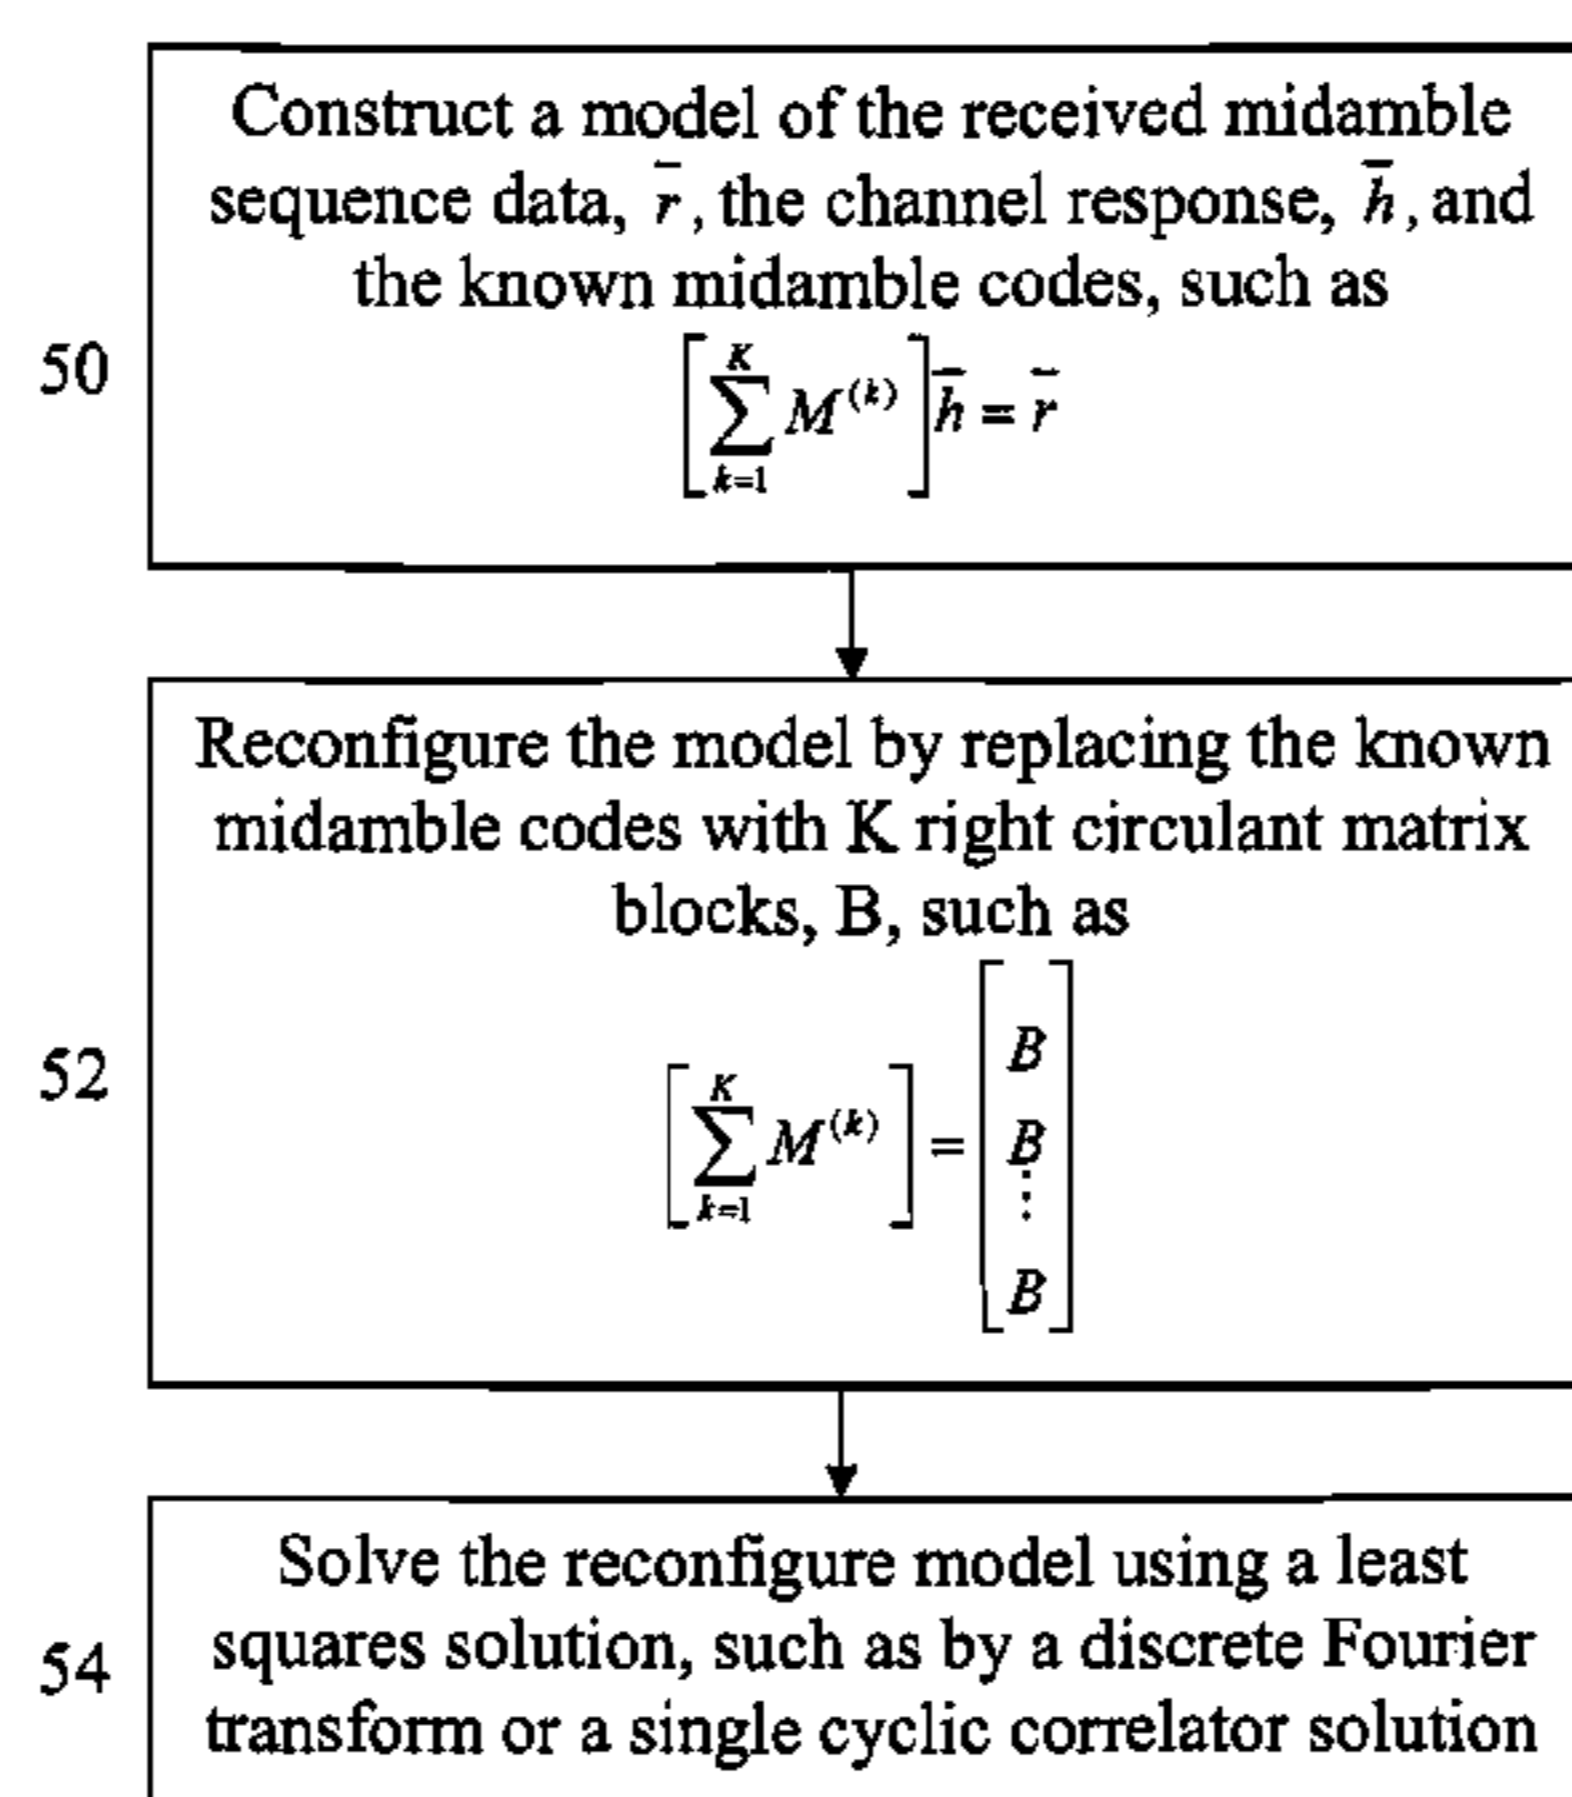 Construct a model of the received midamble
sequence data, r̄, the channel response, h̄, and
the known midamble codes, such as
50
[∑_{k=1}^{K} M^{(k)}] h̄ = r̄
Reconfigure the model by replacing the known
midamble codes with K right circulant matrix
blocks, B, such as
52
[∑_{k=1}^{K} M^{(k)}] = [B B ⋮ B]
Solve the reconfigure model using a least
squares solution, such as by a discrete Fourier
54
transform or a single cyclic correlator solution